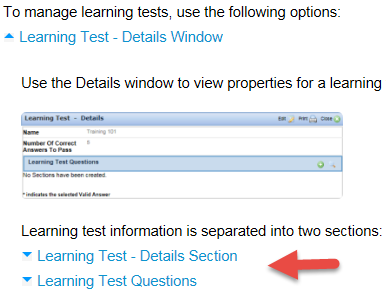 To manage learning tests, use the following options:
Learning Test - Details Window
Use the Details window to view properties for a learning
Learning Test - Details Edit Print Close
Name Training 101
Number Of Correct
Answers To Pass
Learning Test Questions
No Sections have been created.
* indicates the selected Valid Answer
Learning test information is separated into two sections:
Learning Test - Details Section
Learning Test Questions